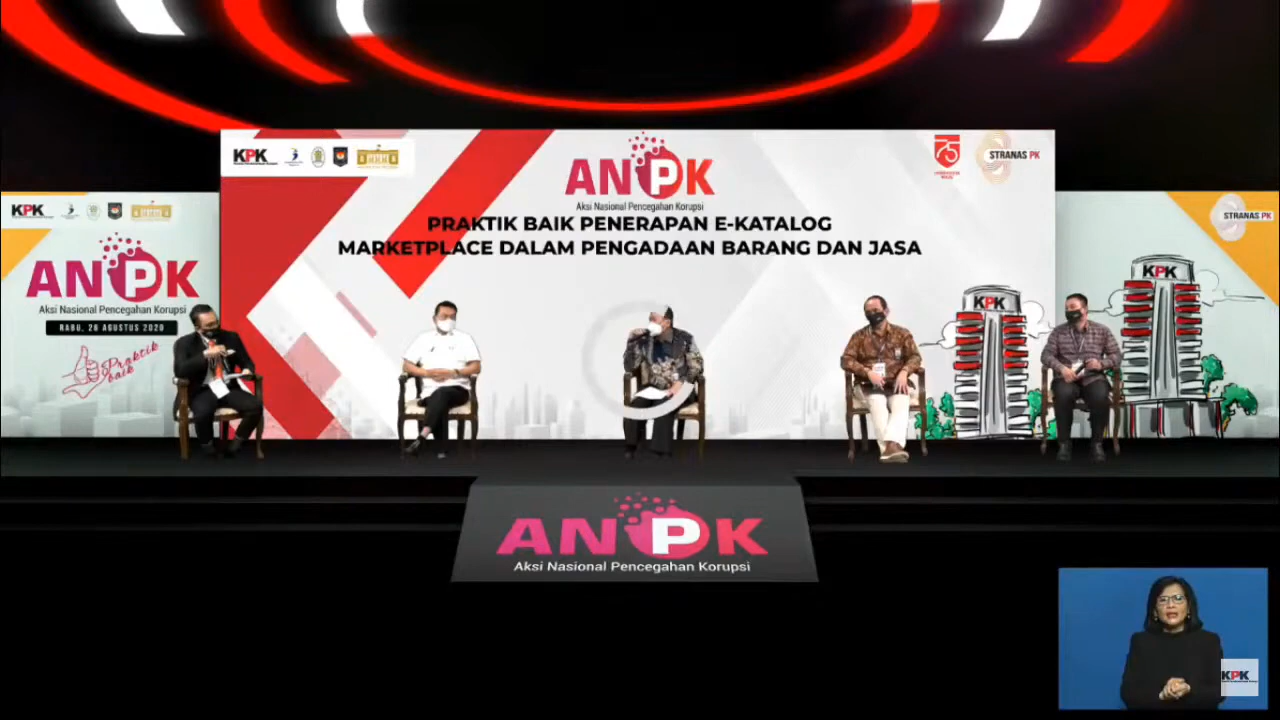 KPK
ANPK
Aksi Nasional Pencegahan Korupsi
PRAKTIK BAIK PENERAPAN E-KATALOG
MARKETPLACE DALAM PENGADAAN BARANG DAN JASA
75
STRANAS PK
KPK
ANPK
Aksi Nasional Pencegahan Korupsi
RABU, 26 AGUSTUS 2020
Praktik
baik
STRANAS PK
KPK
KPK
ANPK
Aksi Nasional Pencegahan Korupsi
KPK